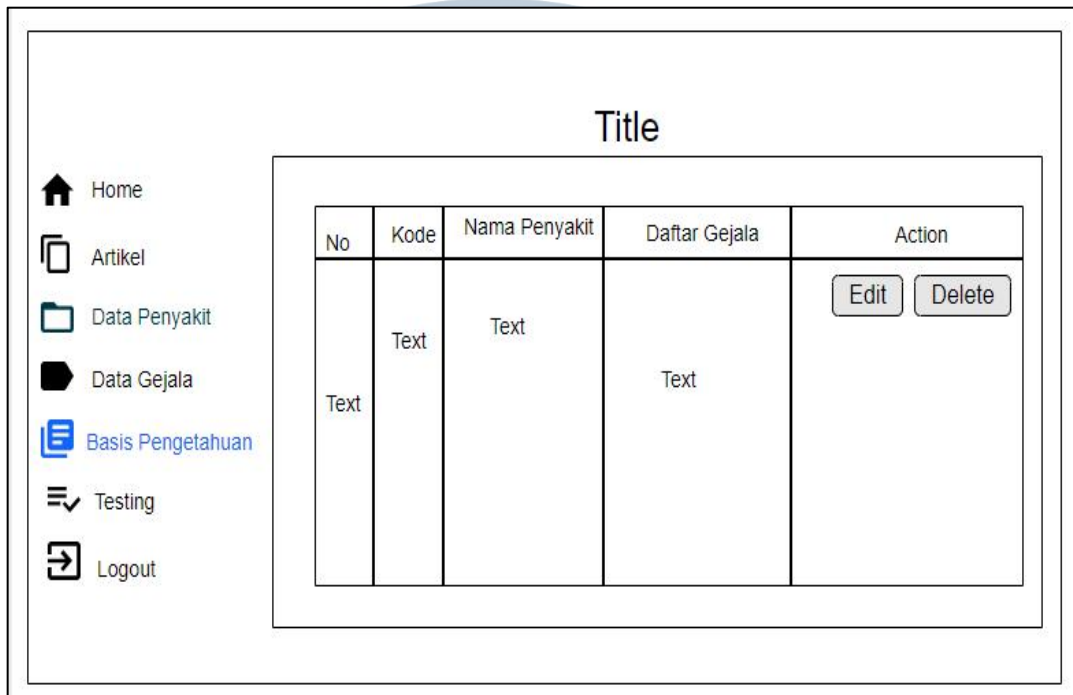 Title
Home
Artikel
Data Penyakit
Data Gejala
Basis Pengetahuan
Testing
Logout
No Kode Nama Penyakit Daftar Gejala Action
Edit Delete
Text Text Text Text